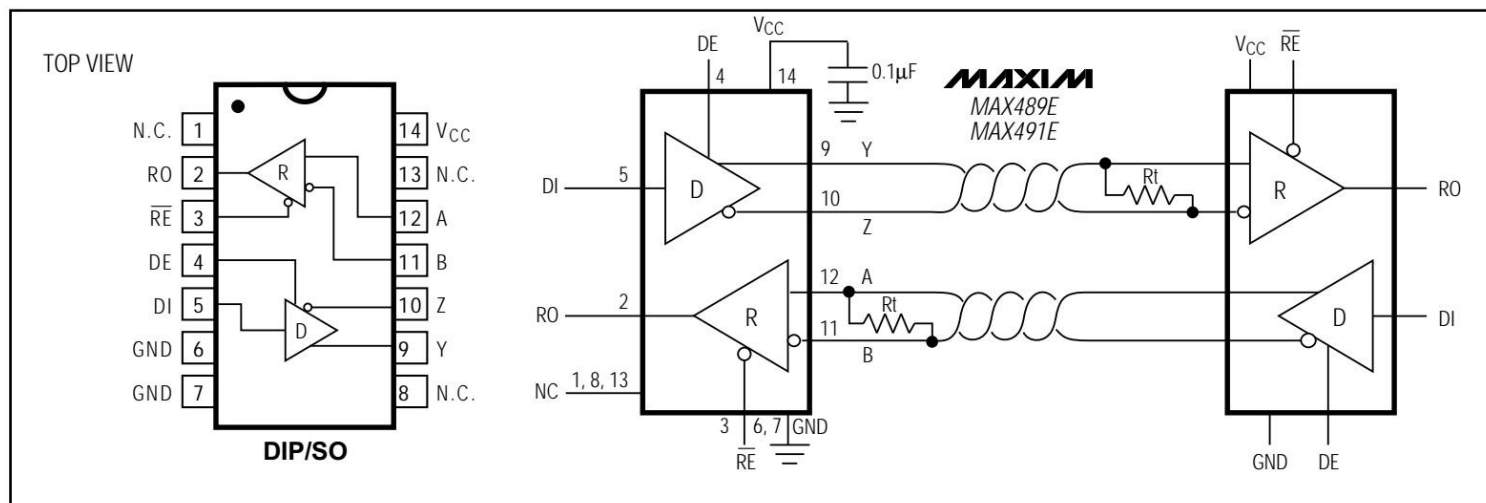 TOP VIEW
N.C. 1
RO 2
RE 3
DE 4
DI 5
GND 6
GND 7
14 VCC
13 N.C.
12 A
11 B
10 Z
9 Y
8 N.C.
R
D
DIP/SO
VCC
DE
4
14
0.1µF
MAXIM
MAX489E
MAX491E
VCC
RE
DI
5
D
9 Y
10
Z
Rt
R
RO
RO
2
R
12 A
11
B
Rt
D
DI
NC
1, 8, 13
3
RE
6, 7
GND
GND
DE